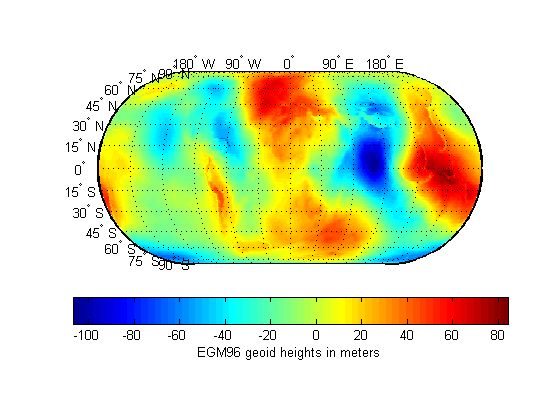 180° W 90° W 0° 90° E 180° E
90° N
75° N
60° N
45° N
30° N
15° N
0°
15° S
30° S
45° S
60° S
75° S
90° S
-100 -80 -60 -40 -20 0 20 40 60 80
EGM96 geoid heights in meters